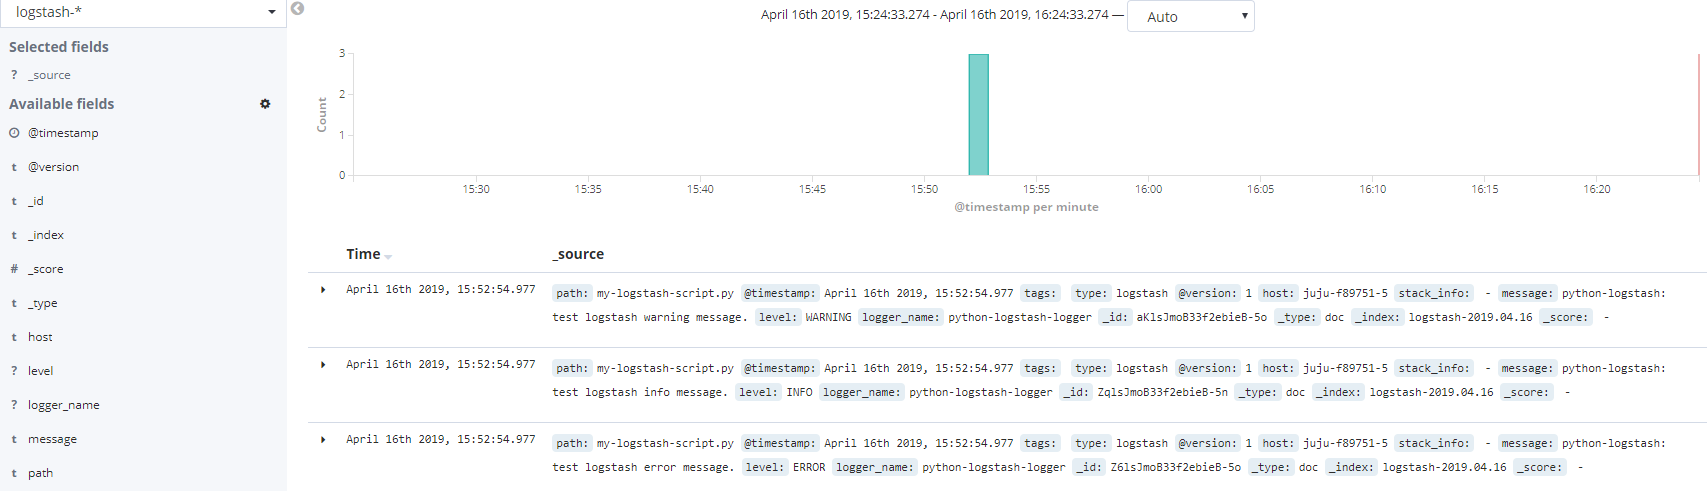 logstash-*
Selected fields
? _source
Available fields
@timestamp
t @version
t _id
t _index
# _score
t _type
t host
? level
? logger_name
t message
t path
April 16th 2019, 15:24:33.274 - April 16th 2019, 16:24:33.274 — Auto
3
2
1
0
Count
15:30 15:35 15:40 15:45 15:50 15:55 16:00 16:05 16:10 16:15 16:20
@timestamp per minute
Time _source
April 16th 2019, 15:52:54.977 path: my-logstash-script.py @timestamp: April 16th 2019, 15:52:54.977 tags: type: logstash @version: 1 host: juju-f89751-5 stack_info: - message: python-logstash:
test logstash warning message. level: WARNING logger_name: python-logstash-logger _id: aKlsJmoB33f2ebieB-5o _type: doc _index: logstash-2019.04.16 _score: -
April 16th 2019, 15:52:54.977 path: my-logstash-script.py @timestamp: April 16th 2019, 15:52:54.977 tags: type: logstash @version: 1 host: juju-f89751-5 stack_info: - message: python-logstash:
test logstash info message. level: INFO logger_name: python-logstash-logger _id: ZqlsJmoB33f2ebieB-5n _type: doc _index: logstash-2019.04.16 _score: -
April 16th 2019, 15:52:54.977 path: my-logstash-script.py @timestamp: April 16th 2019, 15:52:54.977 tags: type: logstash @version: 1 host: juju-f89751-5 stack_info: - message: python-logstash:
test logstash error message. level: ERROR logger_name: python-logstash-logger _id: Z6lsJmoB33f2ebieB-5o _type: doc _index: logstash-2019.04.16 _score: -